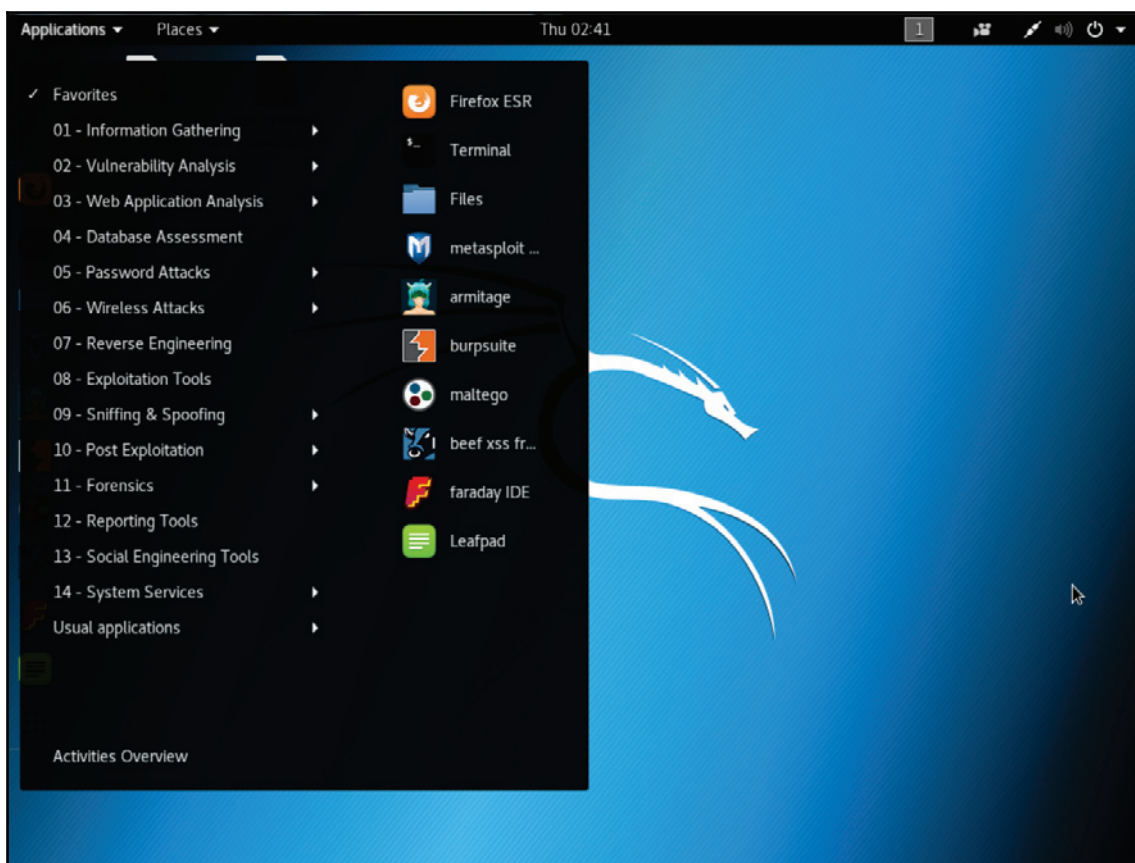 Applications Places Thu 02:41 1
Favorites
01 - Information Gathering
02 - Vulnerability Analysis
03 - Web Application Analysis
04 - Database Assessment
05 - Password Attacks
06 - Wireless Attacks
07 - Reverse Engineering
08 - Exploitation Tools
09 - Sniffing & Spoofing
10 - Post Exploitation
11 - Forensics
12 - Reporting Tools
13 - Social Engineering Tools
14 - System Services
Usual applications
Activities Overview
Firefox ESR
$_
Terminal
Files
M
metasploit ...
armitage
burpsuite
maltego
beef xss fr...
F
faraday IDE
Leafpad